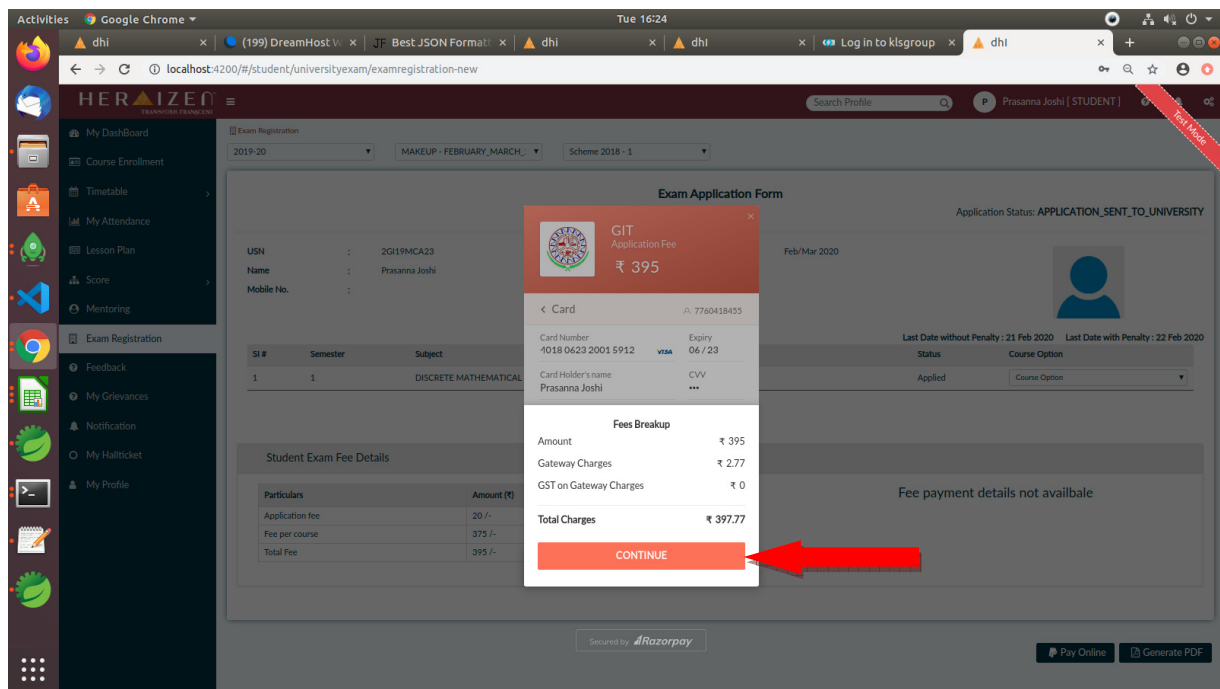 Activities Google Chrome ▾ Tue 16:24
dhi × (199) DreamHost W × JF Best JSON Formatt × dhi × dhI × Log in to klsgroup × dhI × +
localhost:4200/#/student/universityexam/examregistration-new
HERAIZEN
TRANSFORM TRANSCEND
Search Profile
P Prasanna Joshi [ STUDENT ]
Test Mode
My DashBoard
Course Enrollment
Timetable
My Attendance
Lesson Plan
Score
Mentoring
Exam Registration
Feedback
My Grievances
Notification
My Hallticket
My Profile
Exam Registration
2019-20 MAKEUP - FEBRUARY_MARCH_ Scheme 2018 - 1
Exam Application Form
Application Status: APPLICATION_SENT_TO_UNIVERSITY
USN : 2GI19MCA23 Feb/Mar 2020
Name : Prasanna Joshi
Mobile No. :
Last Date without Penalty : 21 Feb 2020 Last Date with Penalty : 22 Feb 2020
Sl # Semester Subject Status Course Option
1 1 DISCRETE MATHEMATICAL Applied Course Option
Student Exam Fee Details
Particulars Amount (₹)
Application fee 20 /-
Fee per course 375 /-
Total Fee 395 /-
Fee payment details not availbale
GIT ×
Application Fee
₹ 395
< Card 7760418455
Card Number Expiry
4018 0623 2001 5912 VISA 06 / 23
Card Holder's name CVV
Prasanna Joshi •••
Fees Breakup
Amount ₹ 395
Gateway Charges ₹ 2.77
GST on Gateway Charges ₹ 0
Total Charges ₹ 397.77
CONTINUE
Secured by Razorpay
Pay Online Generate PDF